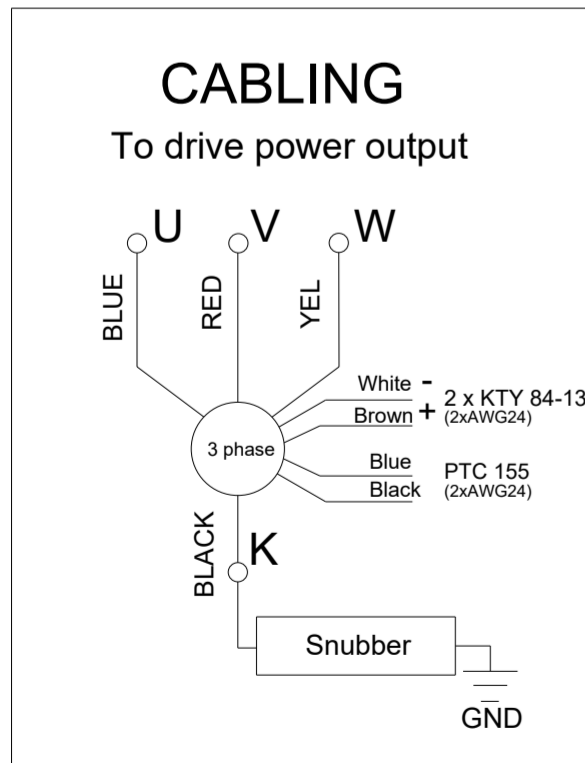 CABLING
To drive power output
U V W
BLUE
RED
YEL
White -
2 x KTY 84-13
Brown +
(2xAWG24)
3 phase
Blue
PTC 155
Black
(2xAWG24)
BLACK
K
Snubber
GND